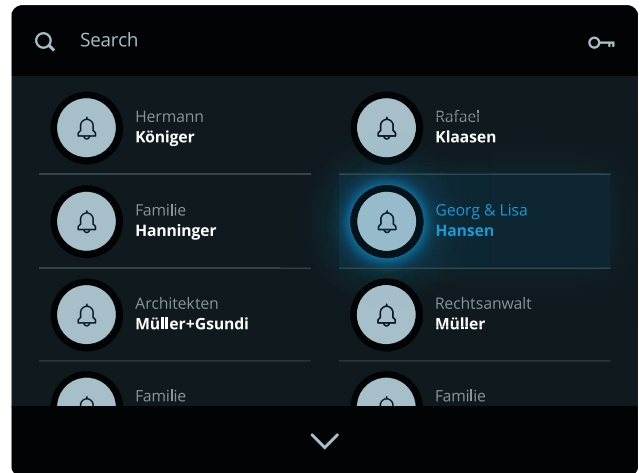 Search
Hermann
Königer
Rafael
Klaasen
Familie
Hanninger
Georg & Lisa
Hansen
Architekten
Müller+Gsundi
Rechtsanwalt
Müller
Familie
Familie